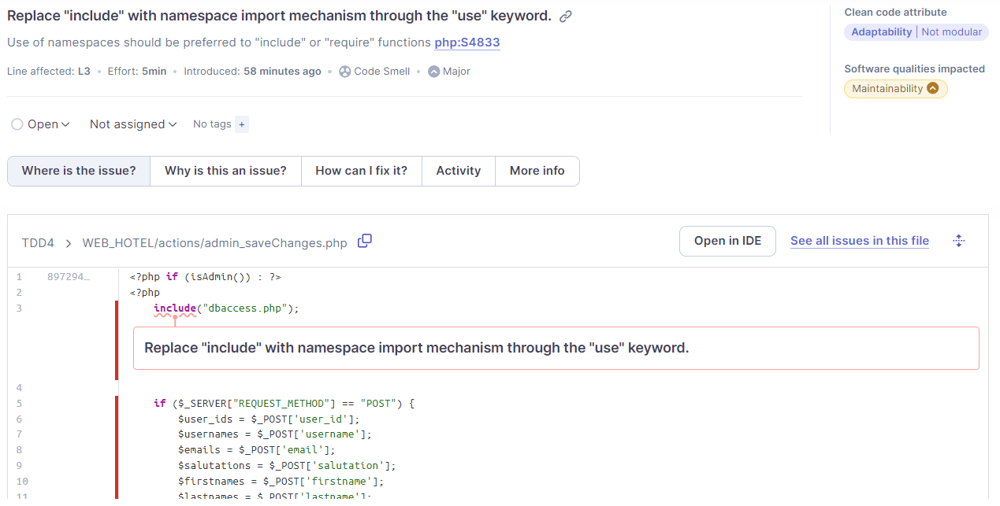 Replace "include" with namespace import mechanism through the "use" keyword.
Use of namespaces should be preferred to "include" or "require" functions php:S4833
Line affected: L3 • Effort: 5min • Introduced: 58 minutes ago • Code Smell • Major
Clean code attribute
Adaptability | Not modular
Software qualities impacted
Maintainability
Open Not assigned No tags +
Where is the issue? Why is this an issue? How can I fix it? Activity More info
TDD4 > WEB_HOTEL/actions/admin_saveChanges.php Open in IDE See all issues in this file
1 897294… <?php if (isAdmin()) : ?>
2 <?php
3 include("dbaccess.php");
Replace "include" with namespace import mechanism through the "use" keyword.
4
5 if ($_SERVER["REQUEST_METHOD"] == "POST") {
6 $user_ids = $_POST['user_id'];
7 $usernames = $_POST['username'];
8 $emails = $_POST['email'];
9 $salutations = $_POST['salutation'];
10 $firstnames = $_POST['firstname'];
11 $lastnames = $_POST['lastname'];